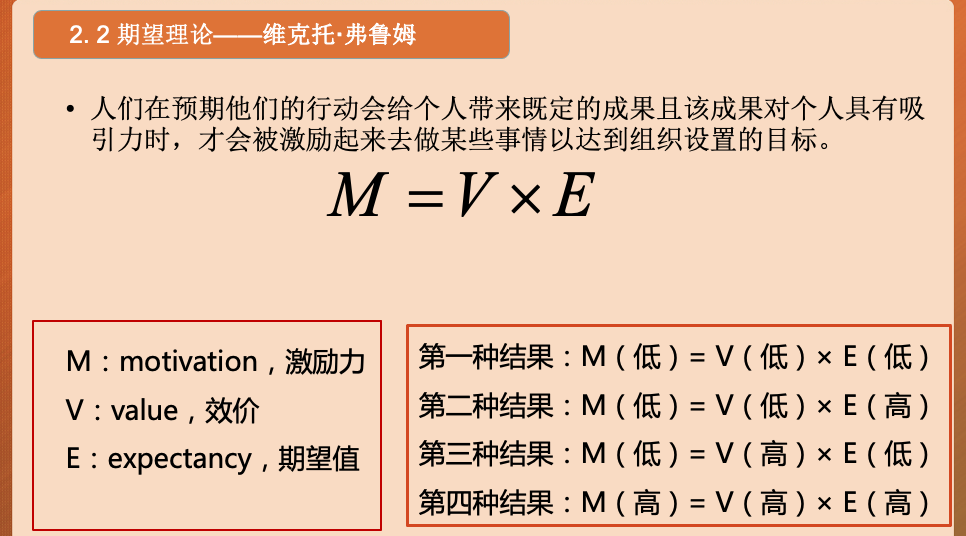 2. 2 期望理论——维克托·弗鲁姆
• 人们在预期他们的行动会给个人带来既定的成果且该成果对个人具有吸
引力时，才会被激励起来去做某些事情以达到组织设置的目标。
M = V × E
M：motivation，激励力
V：value，效价
E：expectancy，期望值
第一种结果：M（低）= V（低）× E（低）
第二种结果：M（低）= V（低）× E（高）
第三种结果：M（低）= V（高）× E（低）
第四种结果：M（高）= V（高）× E（高）